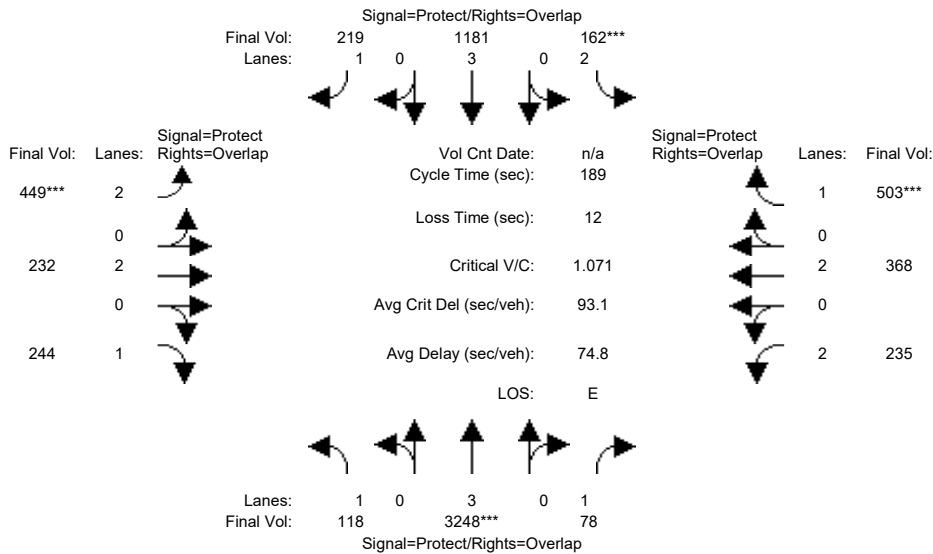 Signal=Protect/Rights=Overlap
Final Vol: 219 1181 162***
Lanes: 1 0 3 0 2
Signal=Protect Signal=Protect
Final Vol: Lanes: Rights=Overlap Vol Cnt Date: n/a Rights=Overlap Lanes: Final Vol:
Cycle Time (sec): 189
449*** 2 1 503***
Loss Time (sec): 12
0 0
232 2 Critical V/C: 1.071 2 368
0 Avg Crit Del (sec/veh): 93.1 0
244 1 Avg Delay (sec/veh): 74.8 2 235
LOS: E
Lanes: 1 0 3 0 1
Final Vol: 118 3248*** 78
Signal=Protect/Rights=Overlap